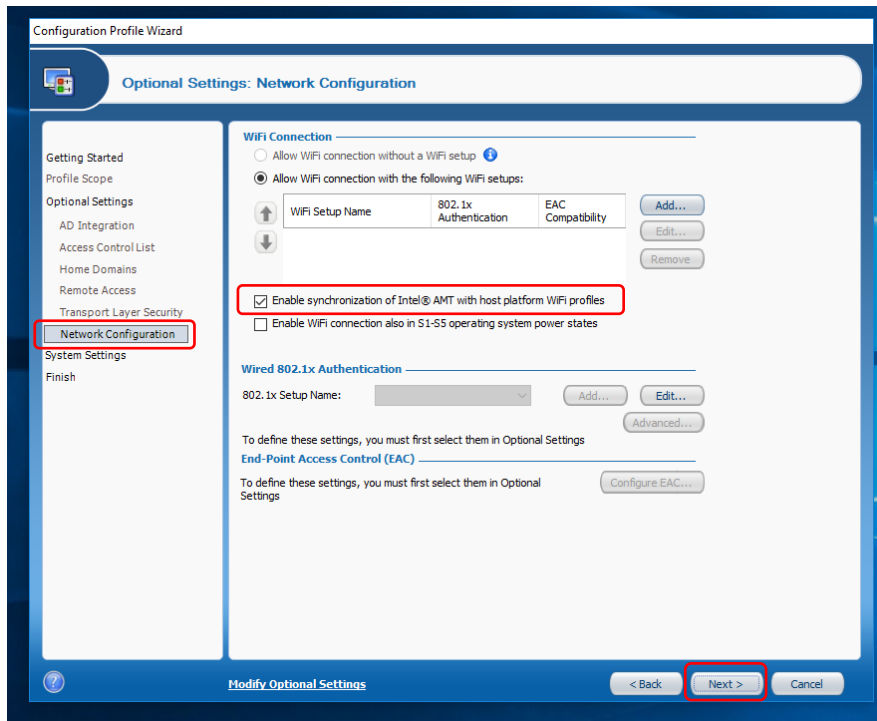 Configuration Profile Wizard
Optional Settings: Network Configuration
Getting Started
Profile Scope
Optional Settings
AD Integration
Access Control List
Home Domains
Remote Access
Transport Layer Security
Network Configuration
System Settings
Finish
WiFi Connection
Allow WiFi connection without a WiFi setup
Allow WiFi connection with the following WiFi setups:
WiFi Setup Name
802.1x
Authentication
EAC
Compatibility
Add...
Edit...
Remove
Enable synchronization of Intel® AMT with host platform WiFi profiles
Enable WiFi connection also in S1-S5 operating system power states
Wired 802.1x Authentication
802.1x Setup Name:
Add...
Edit...
Advanced...
To define these settings, you must first select them in Optional Settings
End-Point Access Control (EAC)
To define these settings, you must first select them in Optional
Settings
Configure EAC...
?
Modify Optional Settings
< Back
Next >
Cancel